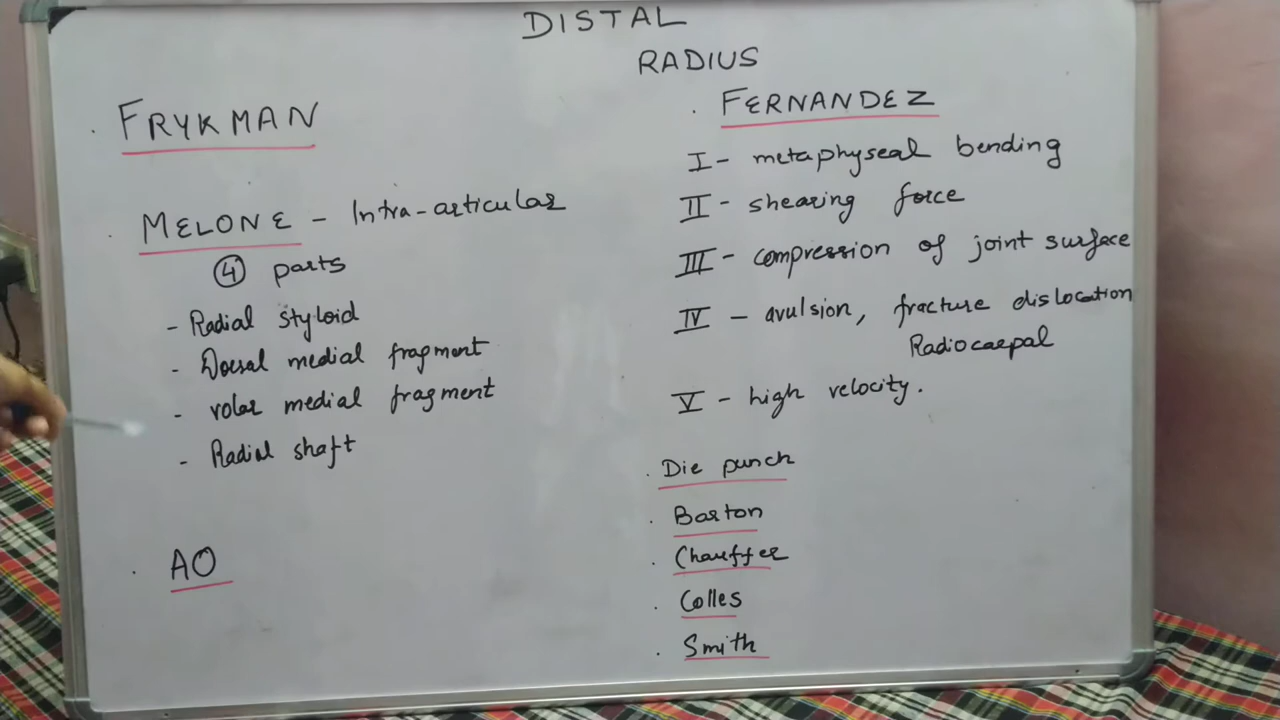 DISTAL
RADIUS
. FRYKMAN
. MELONE - Intra-articular
④ parts
- Radial styloid
- Dorsal medial fragment
- volar medial fragment
- Radial shaft
. AO
. FERNANDEZ
I - metaphyseal bending
II - shearing force
III - compression of joint surface
IV - avulsion, fracture dislocation
Radiocarpal
V - high velocity.
. Die punch
. Barton
. Chauffer
. Colles
. Smith